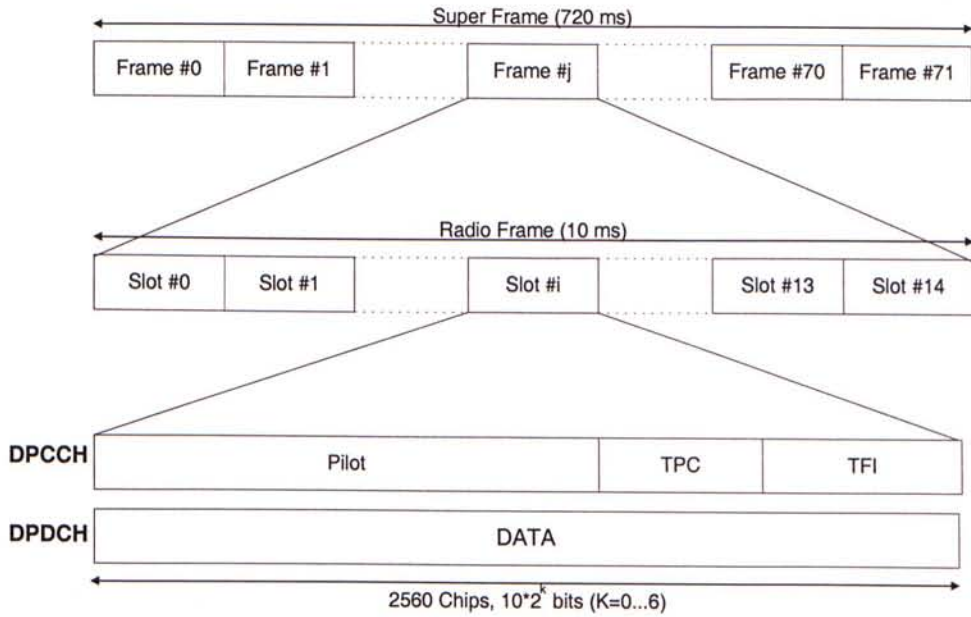 Super Frame (720 ms)
Frame #0 Frame #1 Frame #j Frame #70 Frame #71
Radio Frame (10 ms)
Slot #0 Slot #1 Slot #i Slot #13 Slot #14
DPCCH Pilot TPC TFI
DPDCH DATA
2560 Chips, 10*2^k bits (K=0...6)